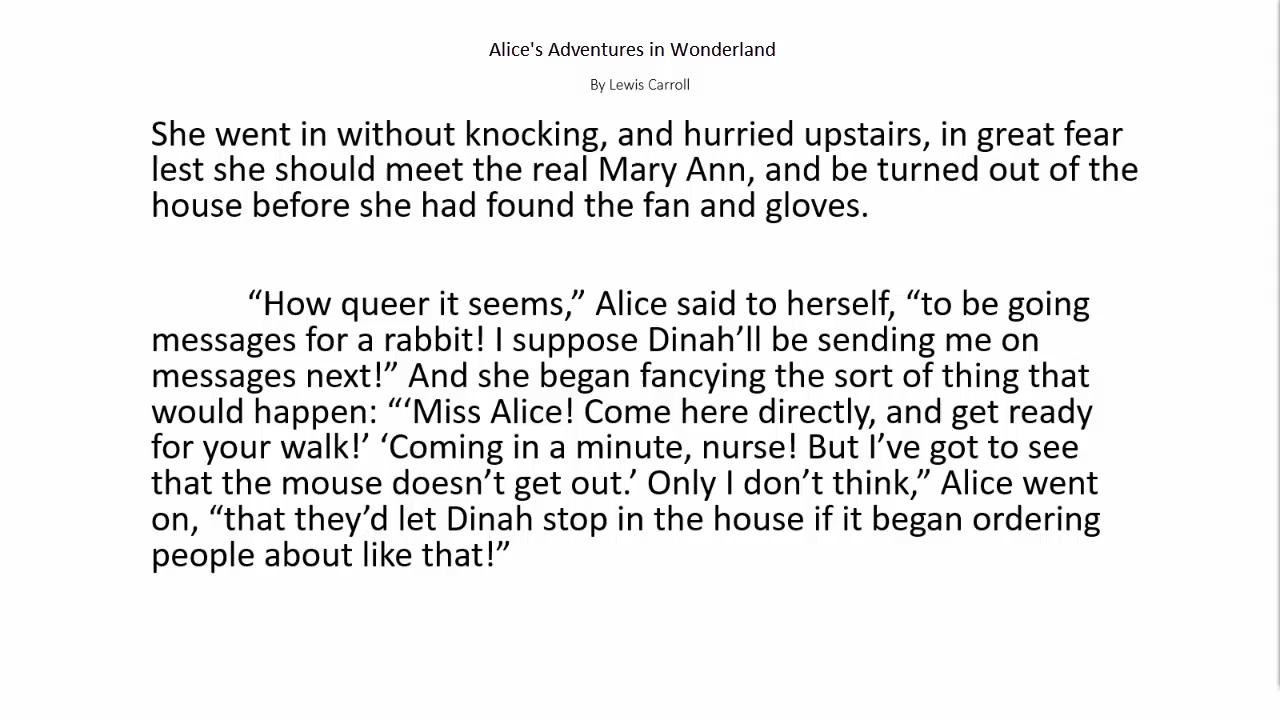 Alice's Adventures in Wonderland
By Lewis Carroll
She went in without knocking, and hurried upstairs, in great fear
lest she should meet the real Mary Ann, and be turned out of the
house before she had found the fan and gloves.
“How queer it seems,” Alice said to herself, “to be going
messages for a rabbit! I suppose Dinah’ll be sending me on
messages next!” And she began fancying the sort of thing that
would happen: “‘Miss Alice! Come here directly, and get ready
for your walk!’ ‘Coming in a minute, nurse! But I’ve got to see
that the mouse doesn’t get out.’ Only I don’t think,” Alice went
on, “that they’d let Dinah stop in the house if it began ordering
people about like that!”